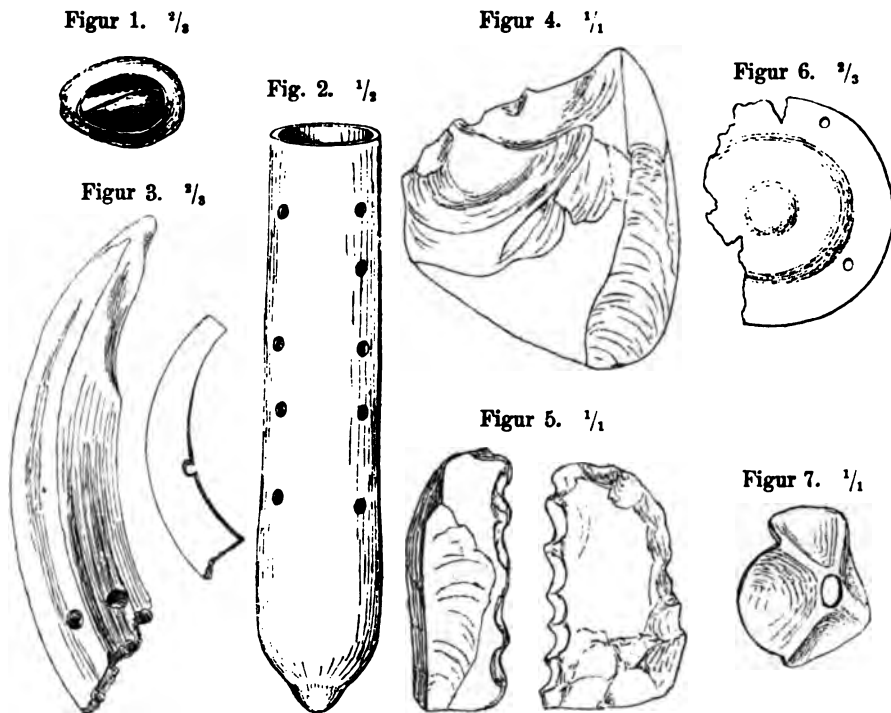 Figur 1. 2/3
Fig. 2. 1/2
Figur 3. 2/3
Figur 4. 1/1
Figur 5. 1/1
Figur 6. 2/3
Figur 7. 1/1